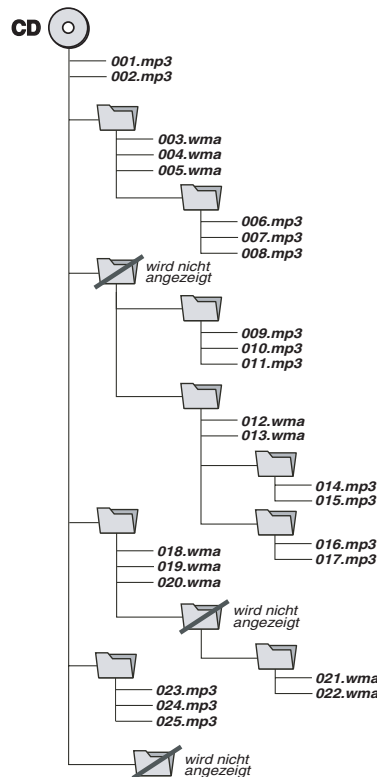 CD
001.mp3
002.mp3
003.wma
004.wma
005.wma
006.mp3
007.mp3
008.mp3
wird nicht
angezeigt
009.mp3
010.mp3
011.mp3
012.wma
013.wma
014.mp3
015.mp3
016.mp3
017.mp3
018.wma
019.wma
020.wma
wird nicht
angezeigt
021.wma
022.wma
023.mp3
024.mp3
025.mp3
wird nicht
angezeigt